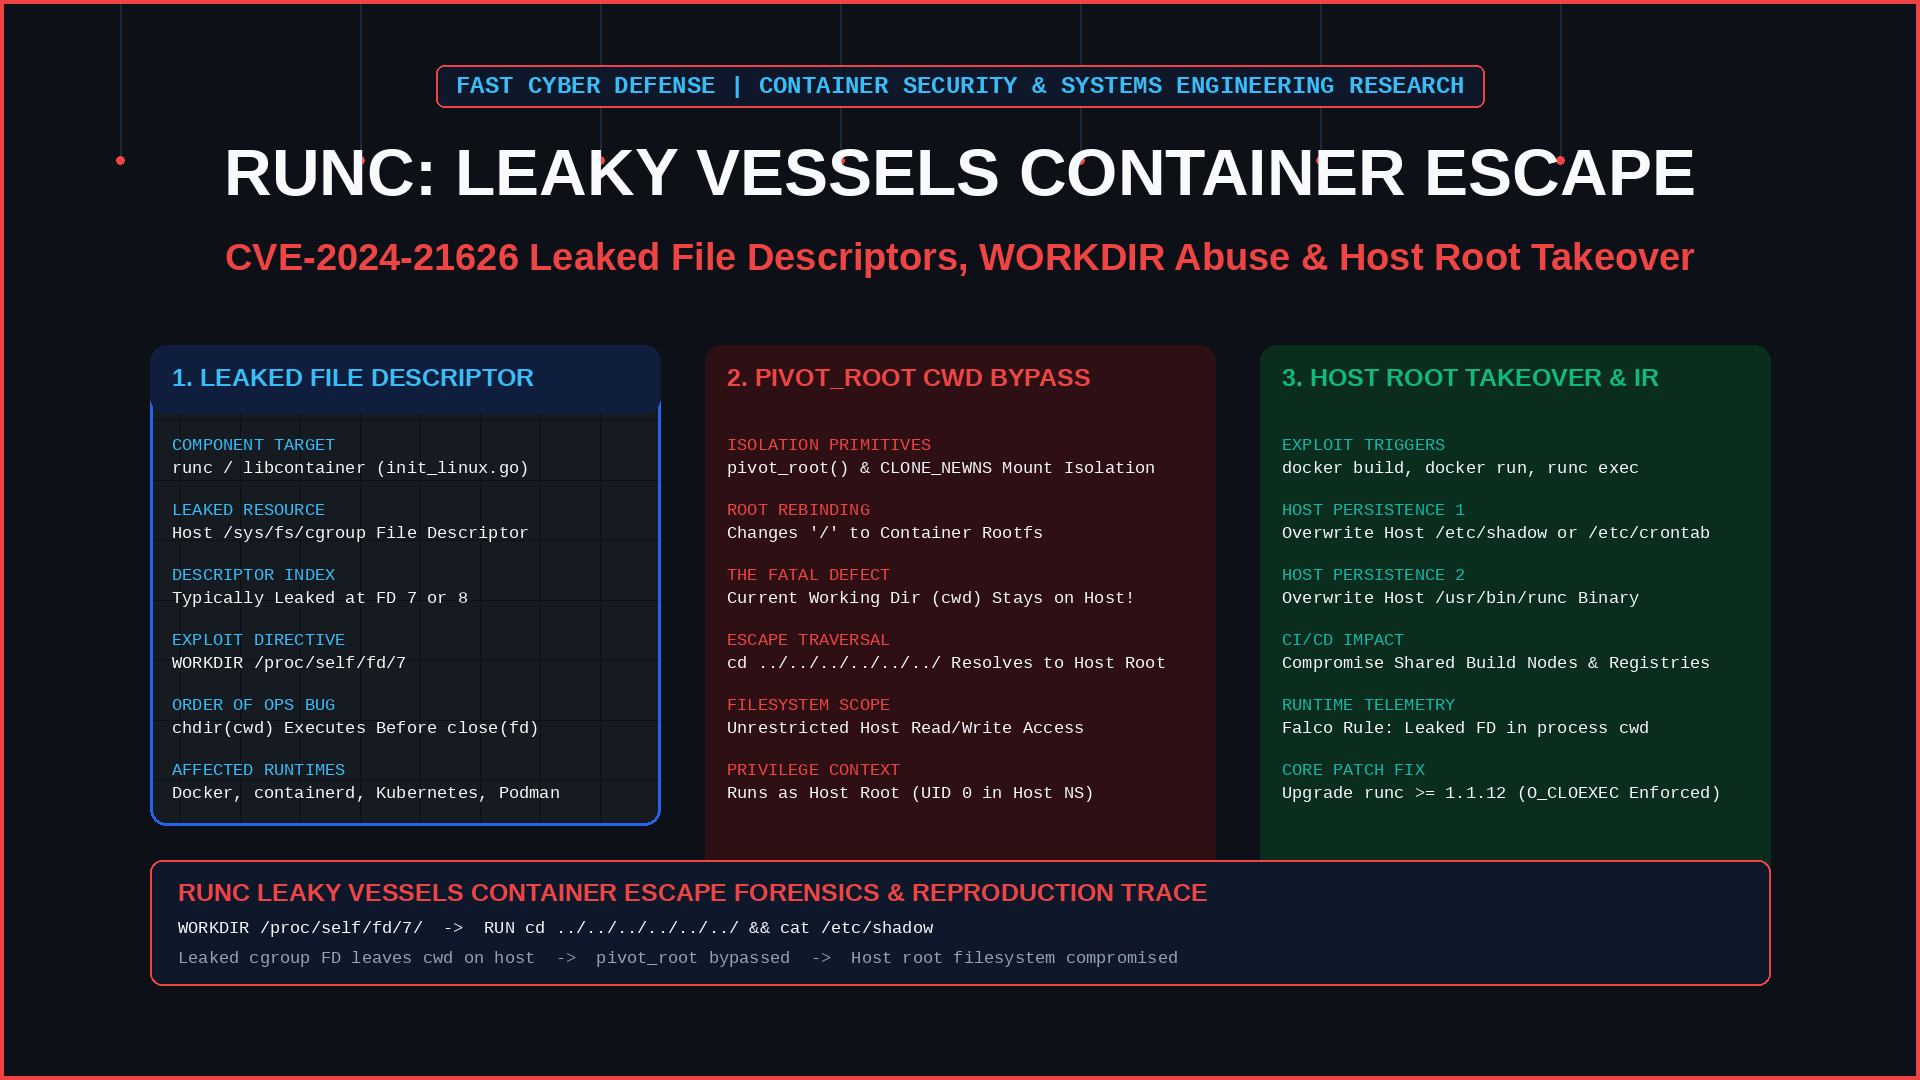 FAST CYBER DEFENSE | CONTAINER SECURITY & SYSTEMS ENGINEERING RESEARCH
RUNC: LEAKY VESSELS CONTAINER ESCAPE
CVE-2024-21626 Leaked File Descriptors, WORKDIR Abuse & Host Root Takeover
1. LEAKED FILE DESCRIPTOR
COMPONENT TARGET
runc / libcontainer (init_linux.go)
LEAKED RESOURCE
Host /sys/fs/cgroup File Descriptor
DESCRIPTOR INDEX
Typically Leaked at FD 7 or 8
EXPLOIT DIRECTIVE
WORKDIR /proc/self/fd/7
ORDER OF OPS BUG
chdir(cwd) Executes Before close(fd)
AFFECTED RUNTIMES
Docker, containerd, Kubernetes, Podman
2. PIVOT_ROOT CWD BYPASS
ISOLATION PRIMITIVES
pivot_root() & CLONE_NEWNS Mount Isolation
ROOT REBINDING
Changes '/' to Container Rootfs
THE FATAL DEFECT
Current Working Dir (cwd) Stays on Host!
ESCAPE TRAVERSAL
cd ../../../../../../ Resolves to Host Root
FILESYSTEM SCOPE
Unrestricted Host Read/Write Access
PRIVILEGE CONTEXT
Runs as Host Root (UID 0 in Host NS)
3. HOST ROOT TAKEOVER & IR
EXPLOIT TRIGGERS
docker build, docker run, runc exec
HOST PERSISTENCE 1
Overwrite Host /etc/shadow or /etc/crontab
HOST PERSISTENCE 2
Overwrite Host /usr/bin/runc Binary
CI/CD IMPACT
Compromise Shared Build Nodes & Registries
RUNTIME TELEMETRY
Falco Rule: Leaked FD in process cwd
CORE PATCH FIX
Upgrade runc >= 1.1.12 (O_CLOEXEC Enforced)
RUNC LEAKY VESSELS CONTAINER ESCAPE FORENSICS & REPRODUCTION TRACE
WORKDIR /proc/self/fd/7/  ->  RUN cd ../../../../../../ && cat /etc/shadow
Leaked cgroup FD leaves cwd on host  ->  pivot_root bypassed  ->  Host root filesystem compromised